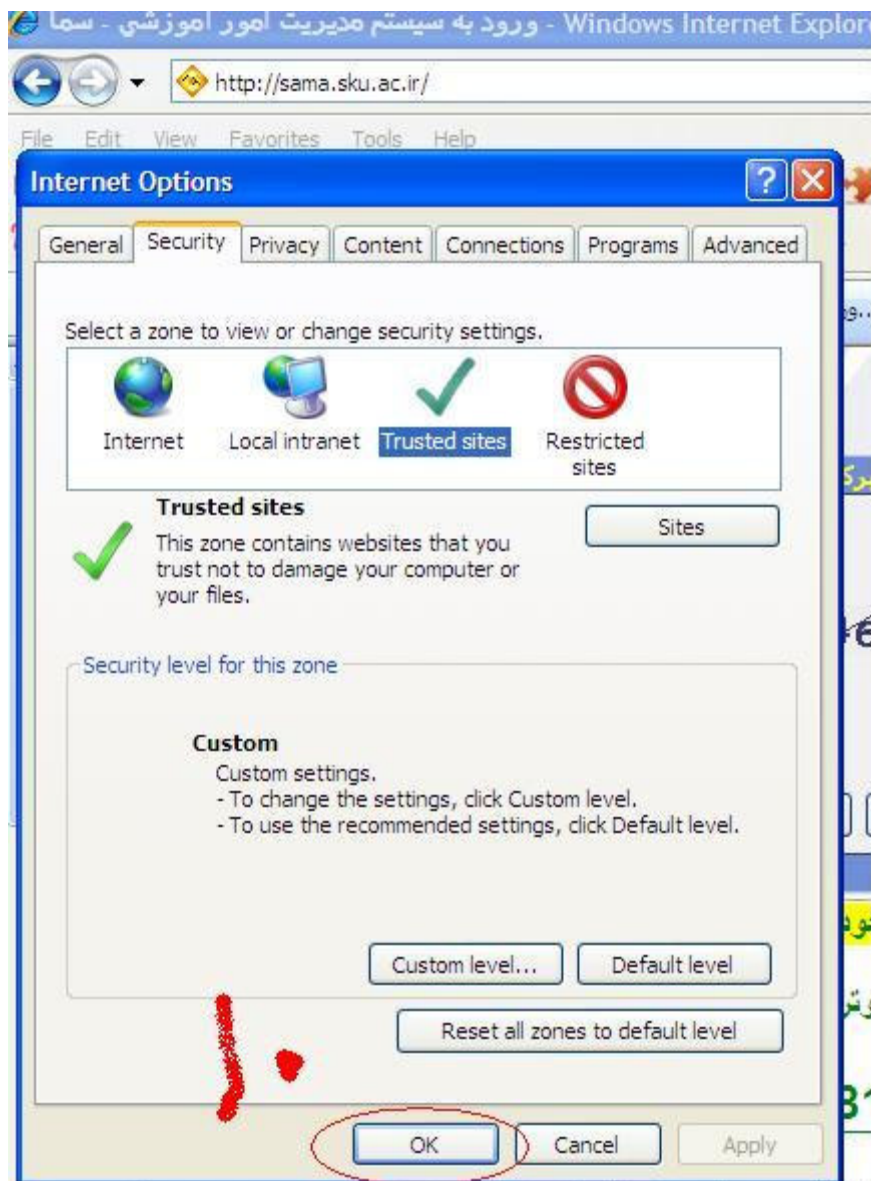 ورود به سیستم مدیریت امور آموزشی - سما - Windows Internet Explore
http://sama.sku.ac.ir/
File Edit View Favorites Tools Help
Internet Options
General Security Privacy Content Connections Programs Advanced
Select a zone to view or change security settings.
Internet Local intranet Trusted sites Restricted
sites
Trusted sites
Sites
This zone contains websites that you
trust not to damage your computer or
your files.
Security level for this zone
Custom
Custom settings.
- To change the settings, click Custom level.
- To use the recommended settings, click Default level.
Custom level... Default level
Reset all zones to default level
۱۰
OK Cancel Apply